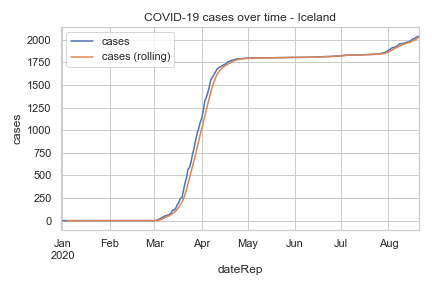 COVID-19 cases over time - Iceland
cases
cases (rolling)
2000
1750
1500
1250
1000
750
500
250
0
cases
Jan Feb Mar Apr May Jun Jul Aug
2020
dateRep